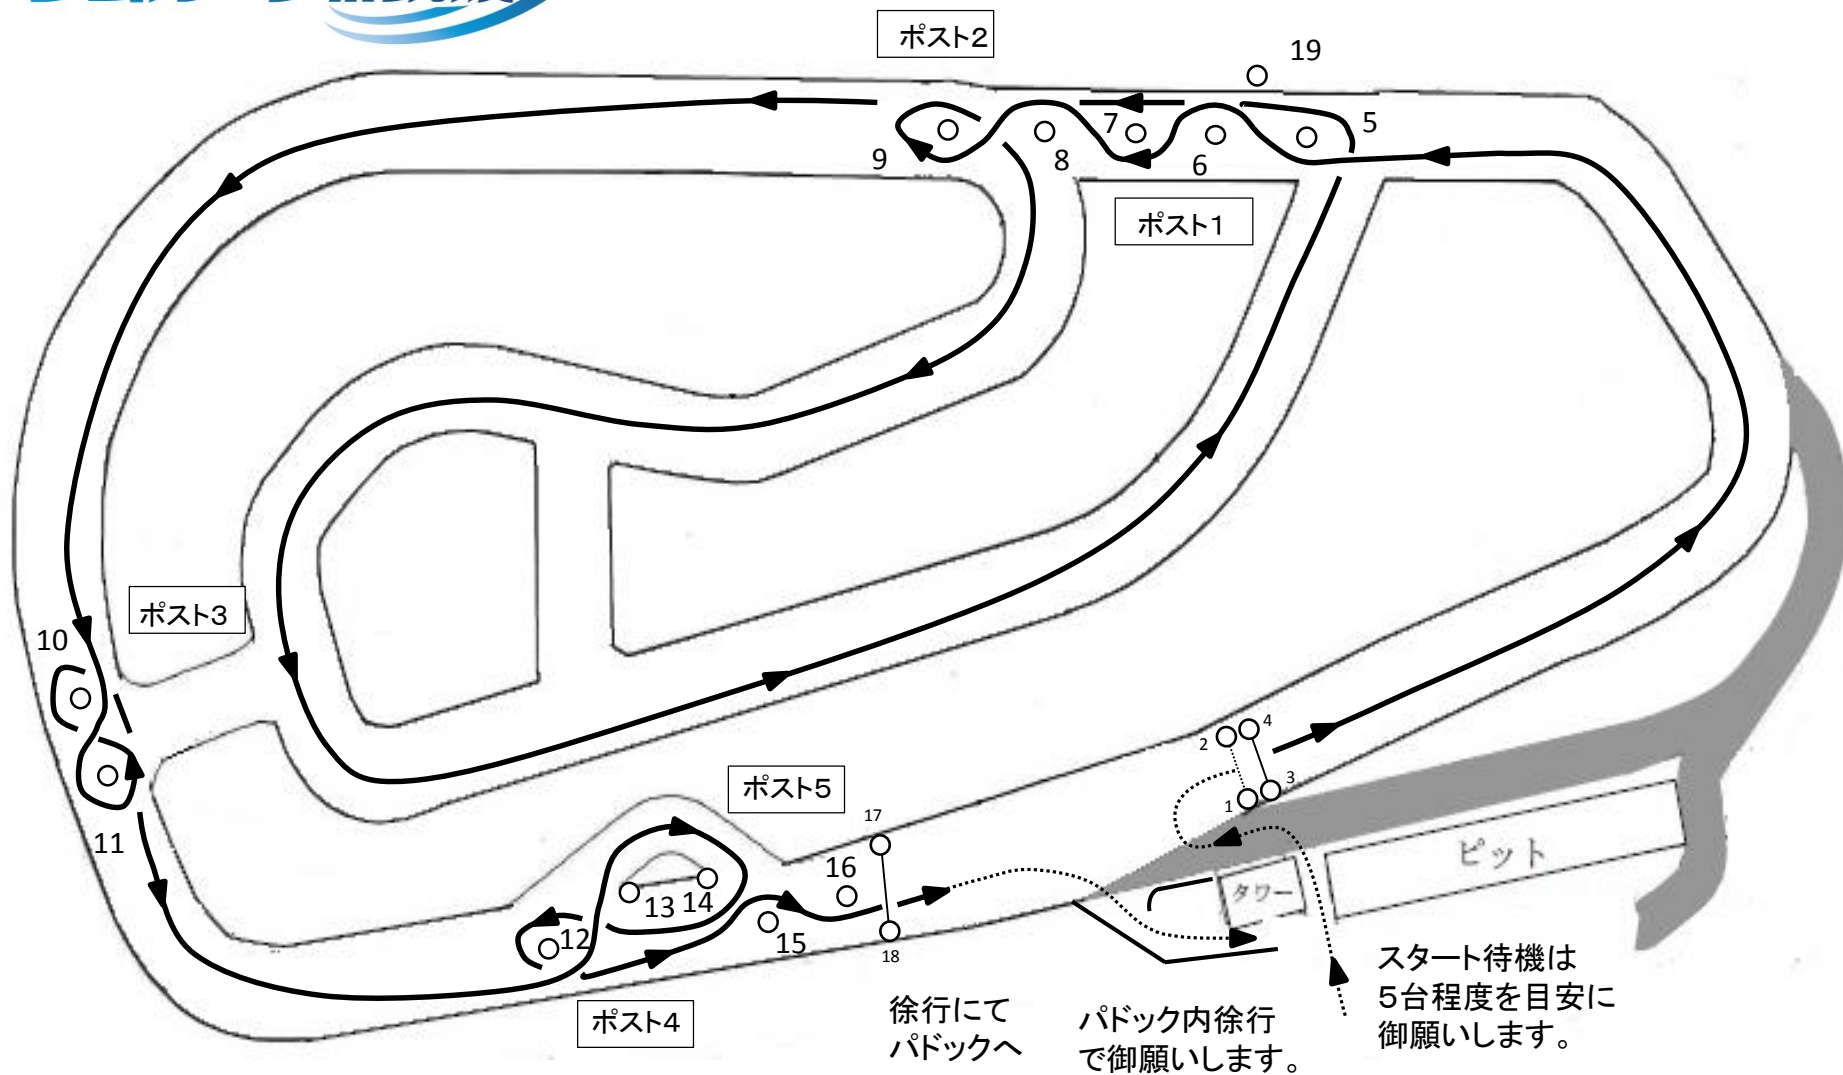 ポスト2
19
5
7
9
8
6
ポスト1
ポスト3
10
4
2
3
1
ポスト5
17
11
16
13 14
12
15
18
ピット
タワー
ポスト4
徐行にて
パドックへ
パドック内徐行
で御願いします。
スタート待機は
5台程度を目安に
御願いします。